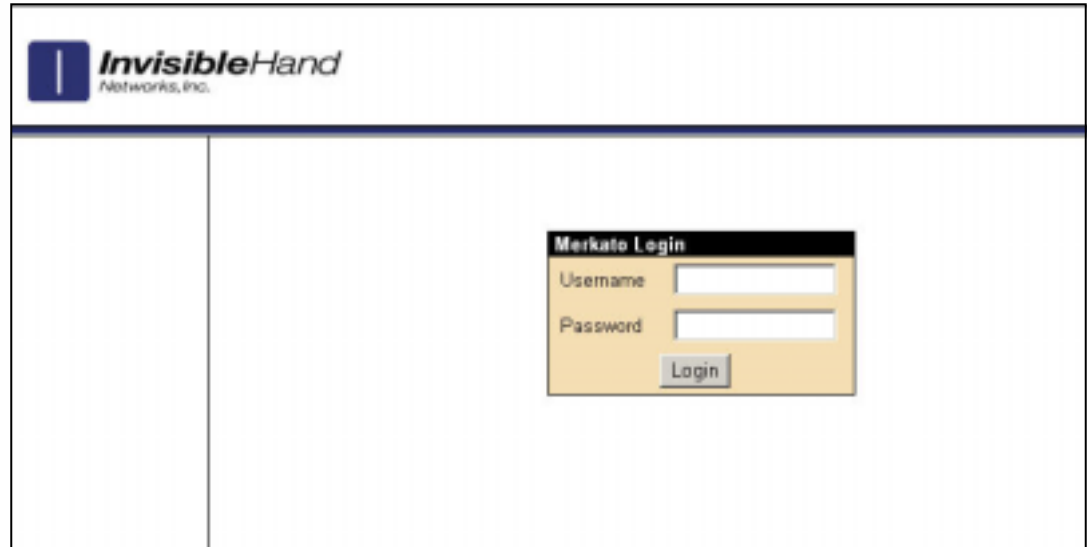 InvisibleHand
Networks, Inc.
Merkato Login
Username
Password
Login